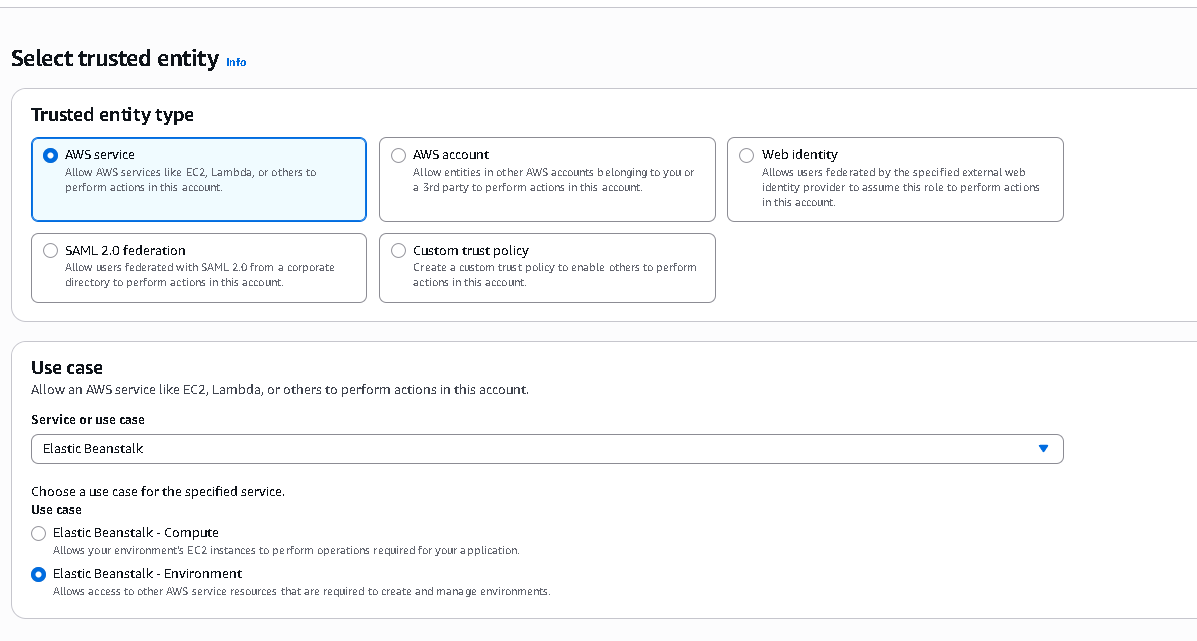 Select trusted entity Info
Trusted entity type
AWS service
Allow AWS services like EC2, Lambda, or others to
perform actions in this account.
AWS account
Allow entities in other AWS accounts belonging to you or
a 3rd party to perform actions in this account.
Web identity
Allows users federated by the specified external web
identity provider to assume this role to perform actions
in this account.
SAML 2.0 federation
Allow users federated with SAML 2.0 from a corporate
directory to perform actions in this account.
Custom trust policy
Create a custom trust policy to enable others to perform
actions in this account.
Use case
Allow an AWS service like EC2, Lambda, or others to perform actions in this account.
Service or use case
Elastic Beanstalk
Choose a use case for the specified service.
Use case
Elastic Beanstalk - Compute
Allows your environment's EC2 instances to perform operations required for your application.
Elastic Beanstalk - Environment
Allows access to other AWS service resources that are required to create and manage environments.